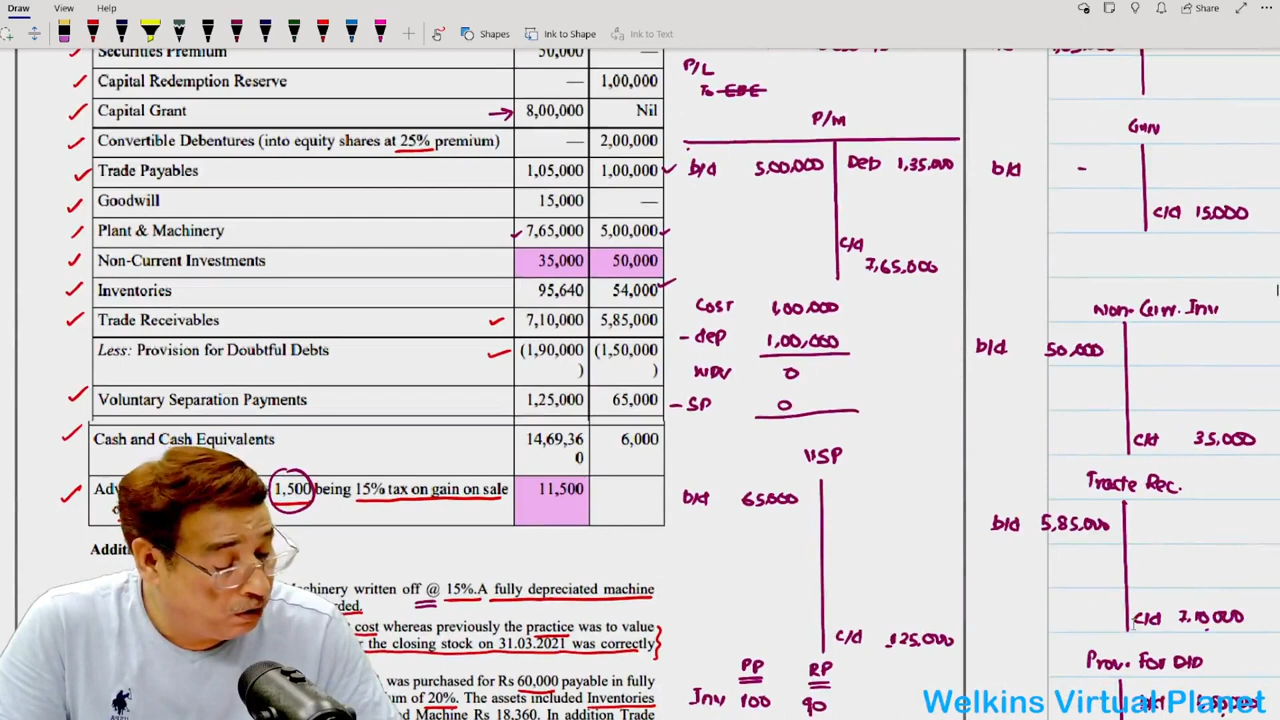 Draw View Help
Share
Shapes Ink to Shape Ink to Text
Securities Premium 50,000 —
Capital Redemption Reserve — 1,00,000
Capital Grant 8,00,000 Nil
Convertible Debentures (into equity shares at 25% premium) — 2,00,000
Trade Payables 1,05,000 1,00,000
Goodwill 15,000 —
Plant & Machinery 7,65,000 5,00,000
Non-Current Investments 35,000 50,000
Inventories 95,640 54,000
Trade Receivables 7,10,000 5,85,000
Less: Provision for Doubtful Debts (1,90,000 (1,50,000
) )
Voluntary Separation Payments 1,25,000 65,000
Cash and Cash Equivalents 14,69,36 6,000
0
1,500 being 15% tax on gain on sale 11,500
machinery written off @ 15%.A fully depreciated machine
cost whereas previously the practice was to value
the closing stock on 31.03.2021 was correctly
was purchased for Rs 60,000 payable in fully
of 20%. The assets included Inventories
Machine Rs 18,360. In addition Trade
P/L
To
P/M
b/d 5,00,000 Dep 1,35,000
c/d
7,65,000
Cost 1,00,000
- dep 1,00,000
WDV 0
- SP 0
VSP
b/d 65,000
c/d 125,000
PP RP
Inv 100 90
b/d - 
c/d 15,000
Non-Curr. Inv
b/d 50,000
c/d 35,000
Trade Rec.
b/d 5,85,000
c/d 7,10,000
Prov. For D/D
Welkins Virtual Planet